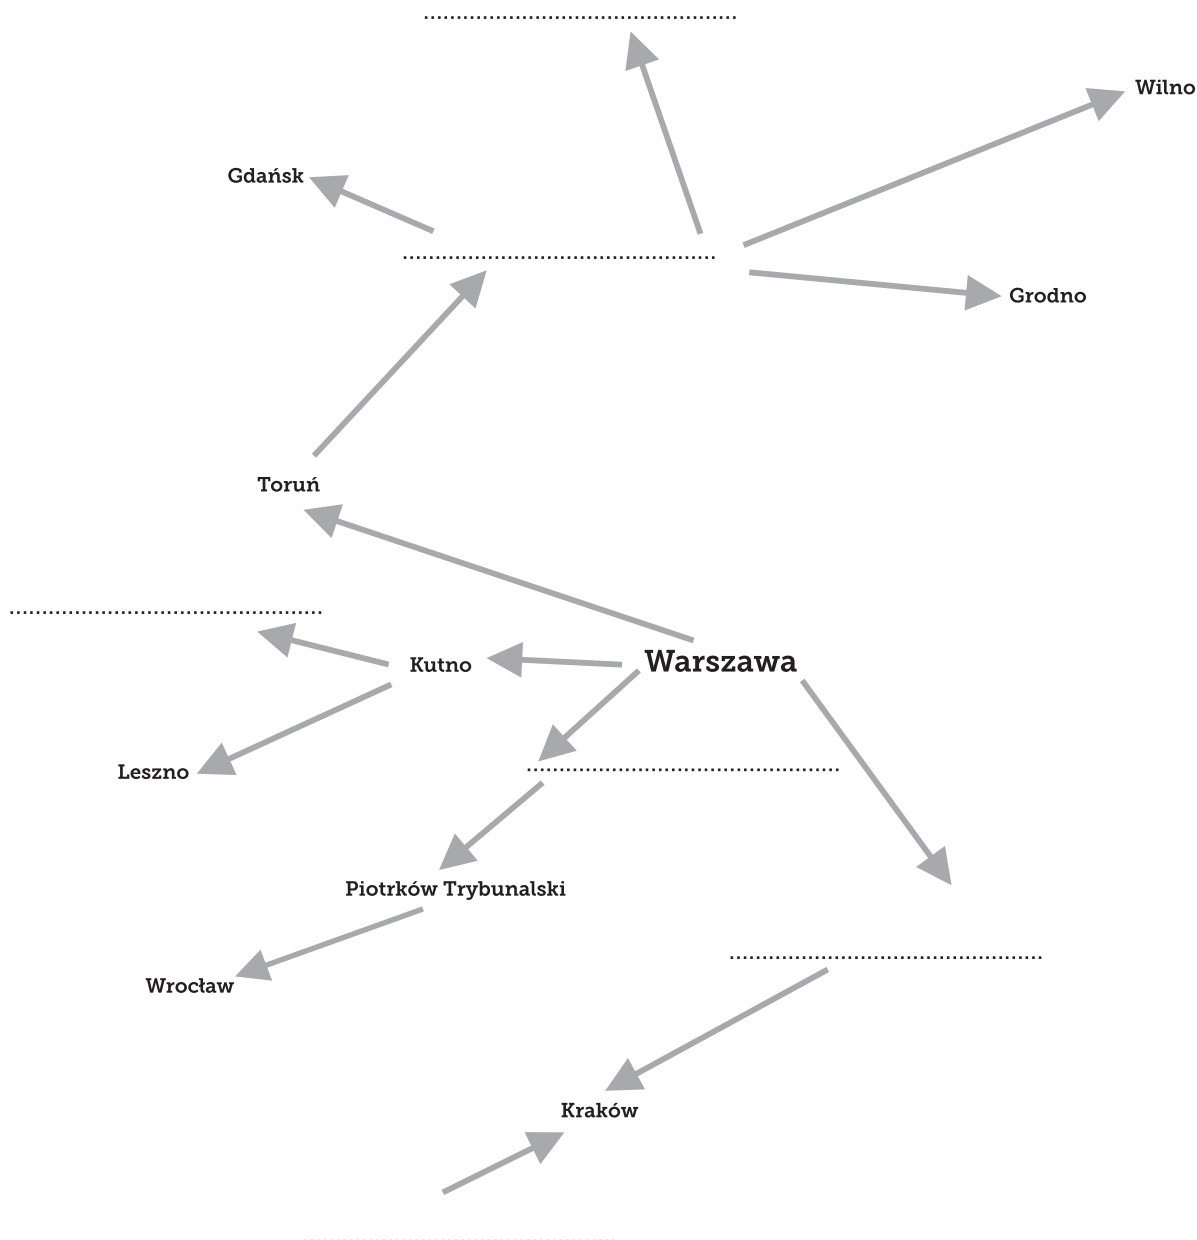 Wilno
Gdańsk
Grodno
Toruń
Warszawa
Kutno
Leszno
Piotrków Trybunalski
Wrocław
Kraków